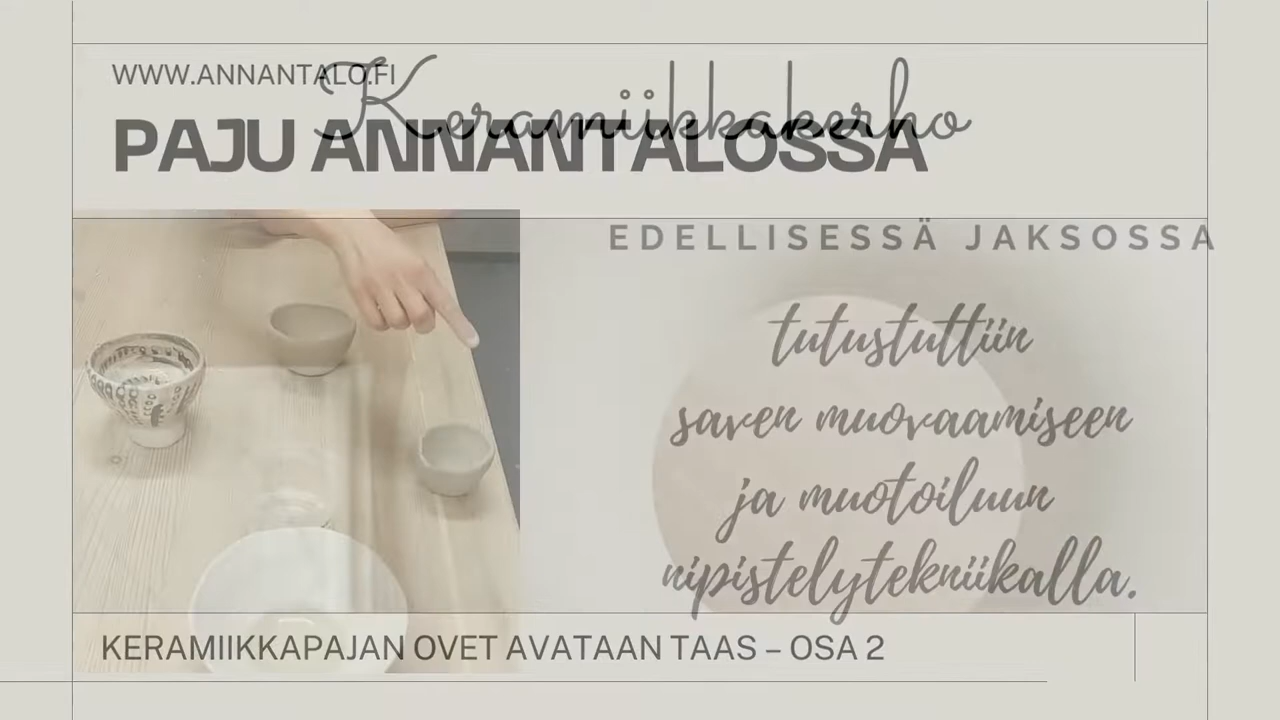 WWW.ANNANTALO.FI
Keramiikkakerho
PAJU ANNANTALOSSA
EDELLISESSÄ JAKSOSSA
tutustuttiin
saven muovaamiseen
ja muotoiluun
nipistelytekniikalla.
KERAMIIKKAPAJAN OVET AVATAAN TAAS – OSA 2